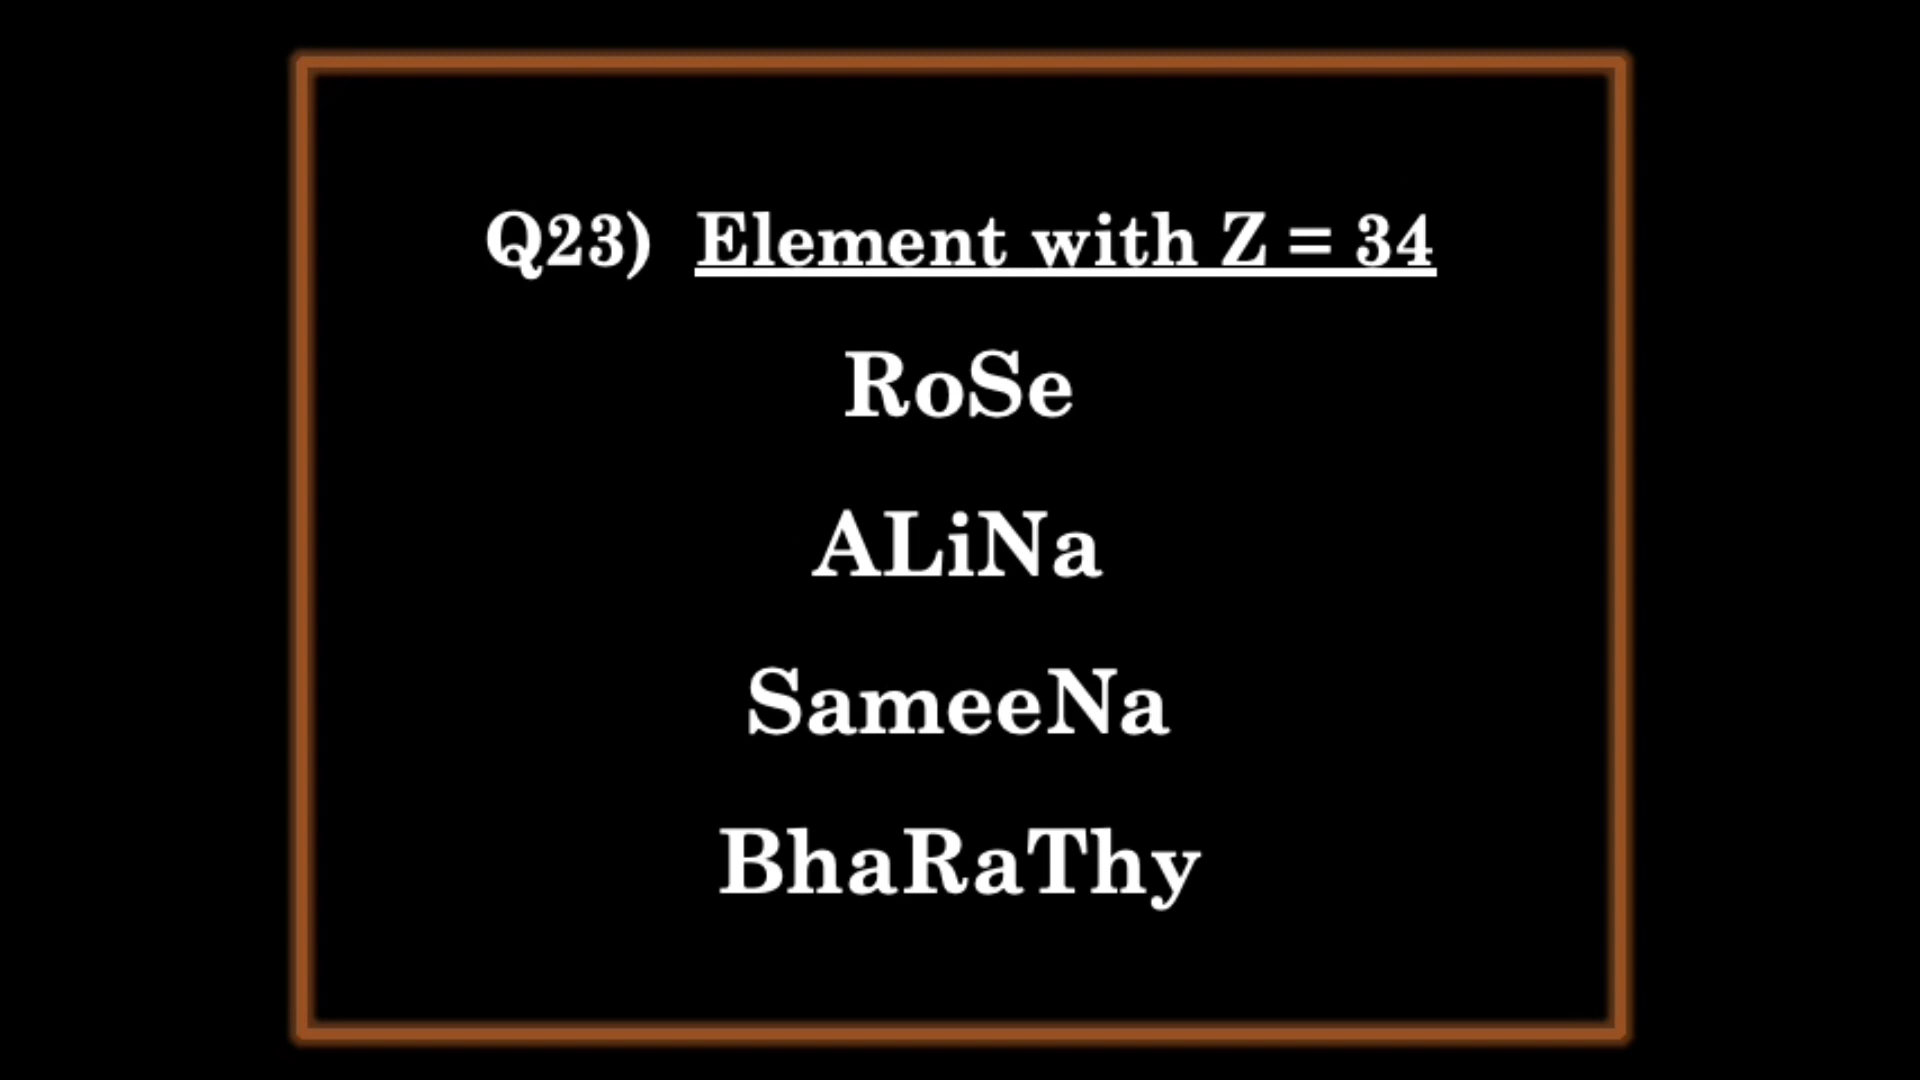 Q23) Element with Z = 34
RoSe
ALiNa
SameeNa
BhaRaThy